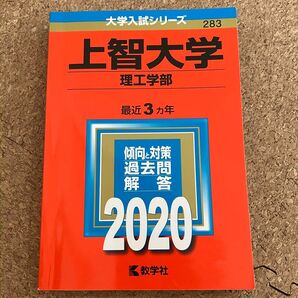 大学入試シリーズ
283
上智大学
理工学部
最近3ヵ年
傾向と対策
過去問
解答
2020
教学社